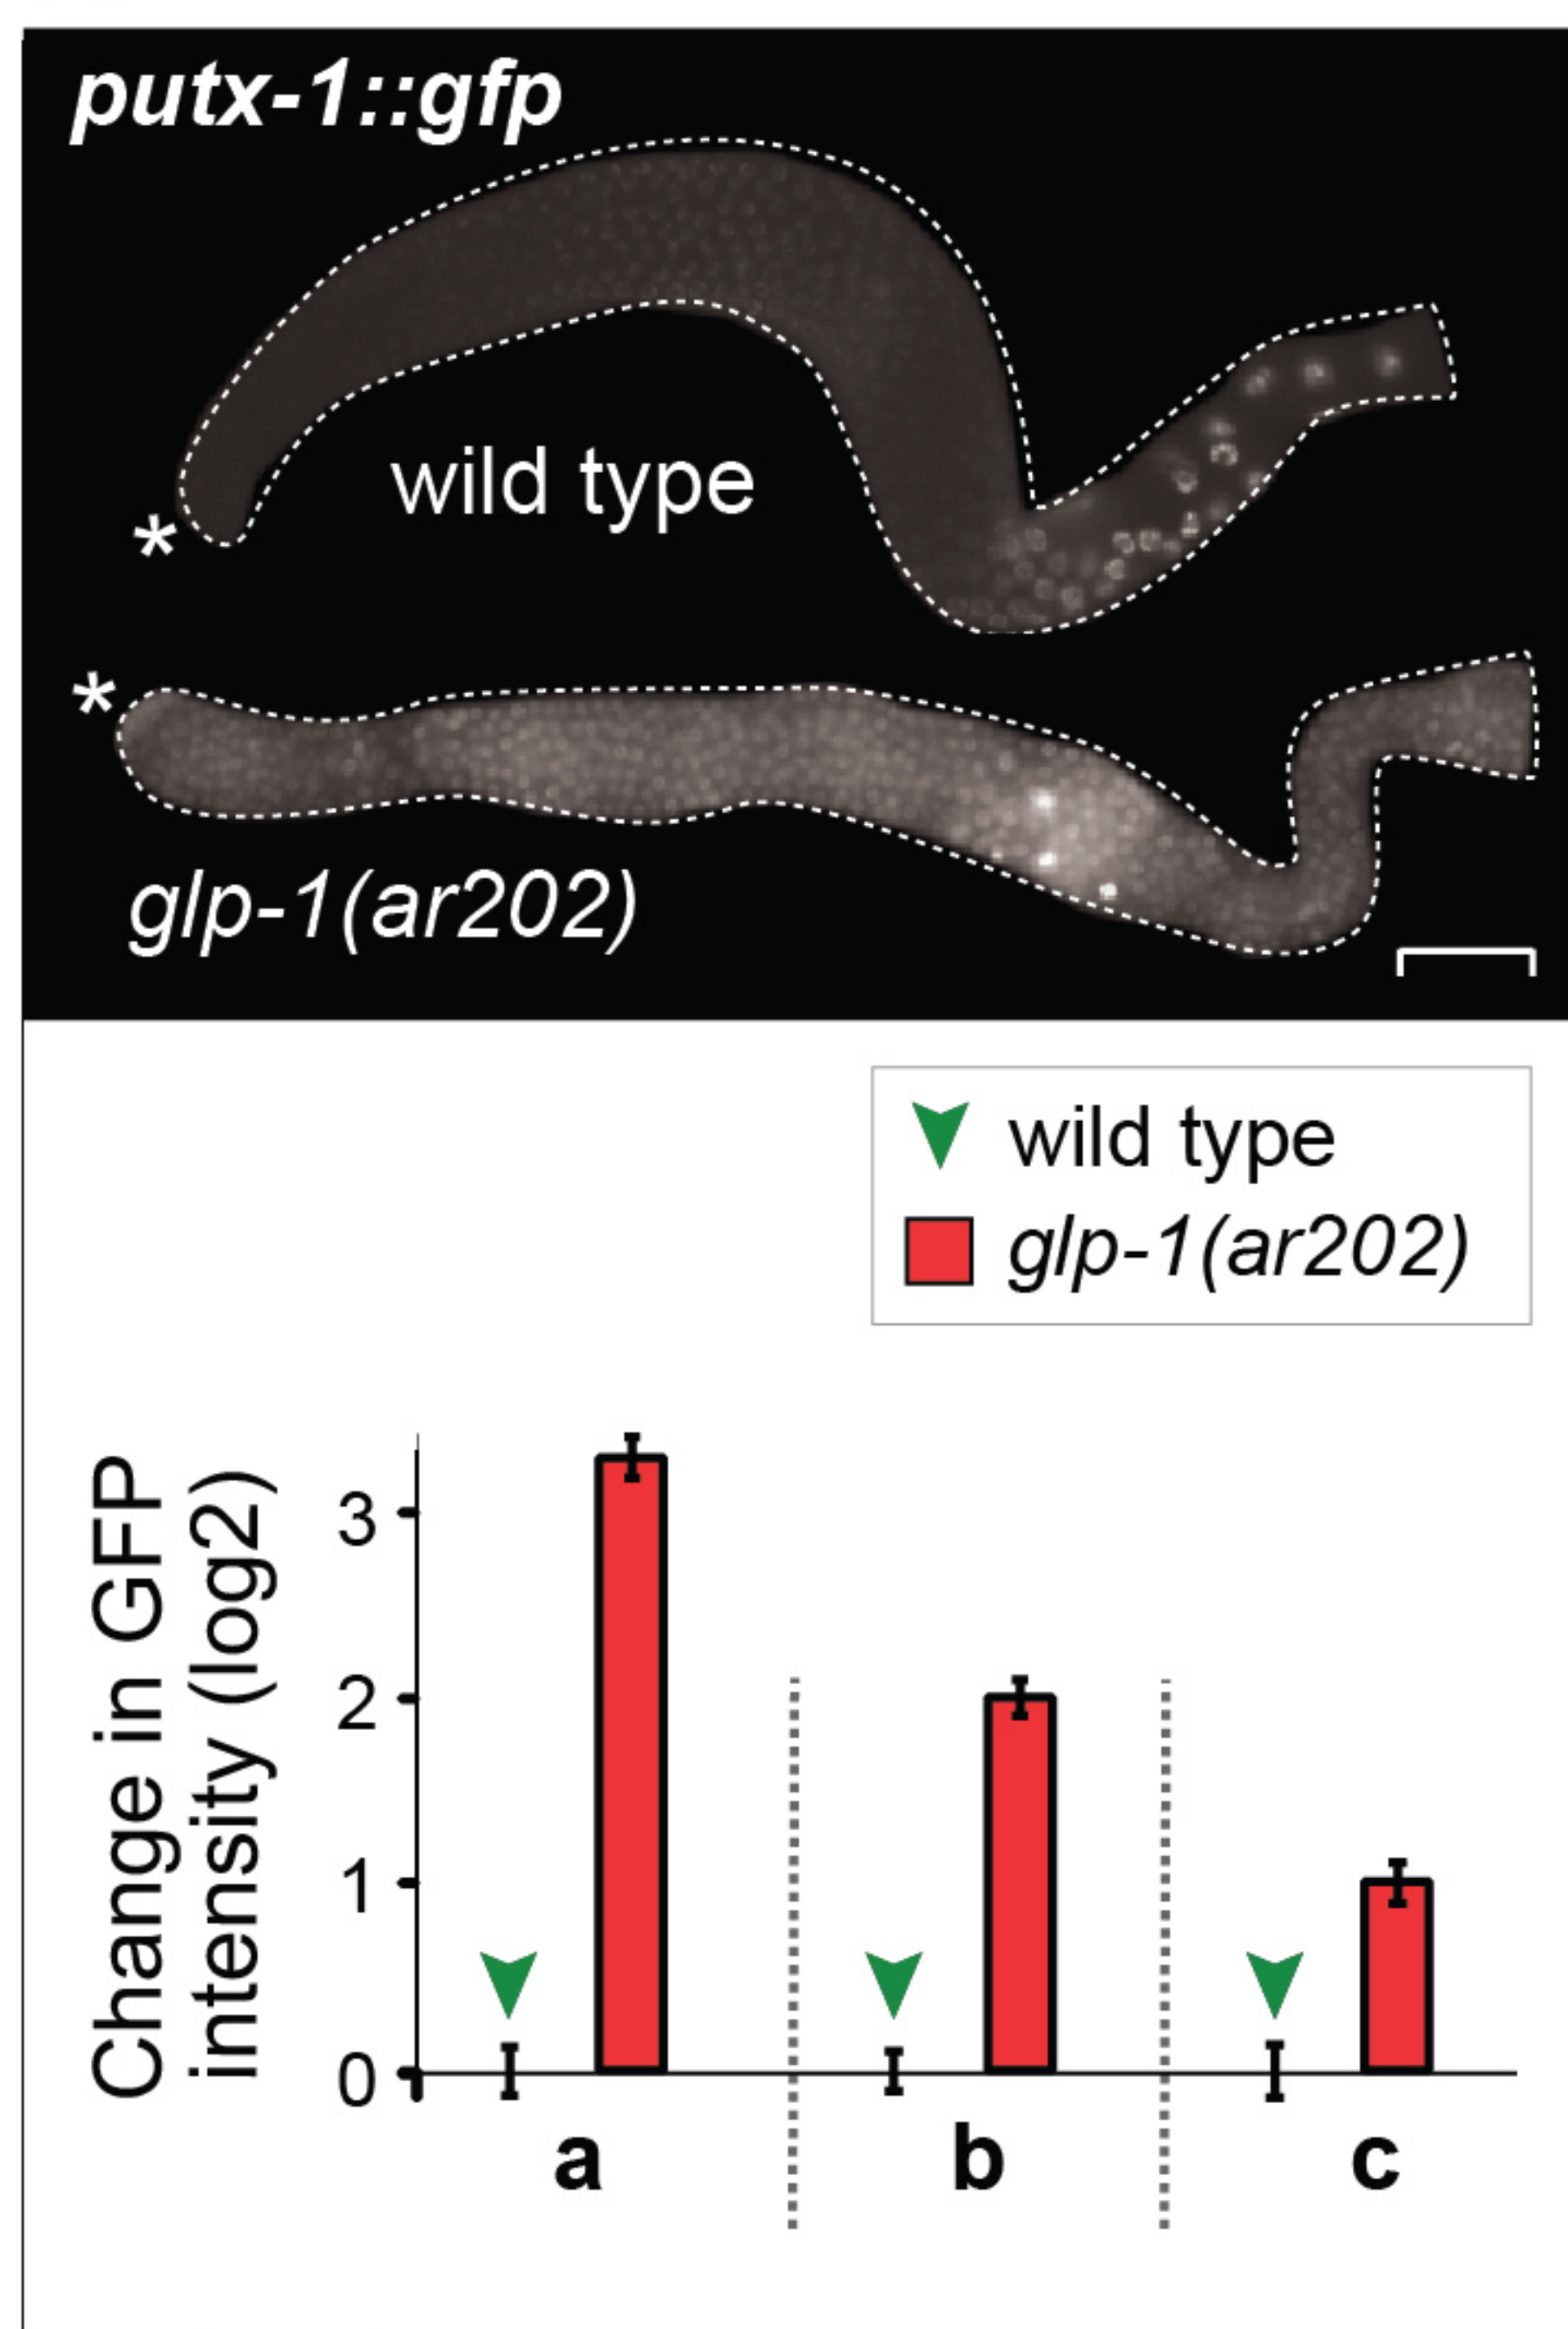 putx-1::gfp
wild type
*
*
glp-1(ar202)
wild type
glp-1(ar202)
Change in GFP
intensity (log2)
3
2
1
0
a b c